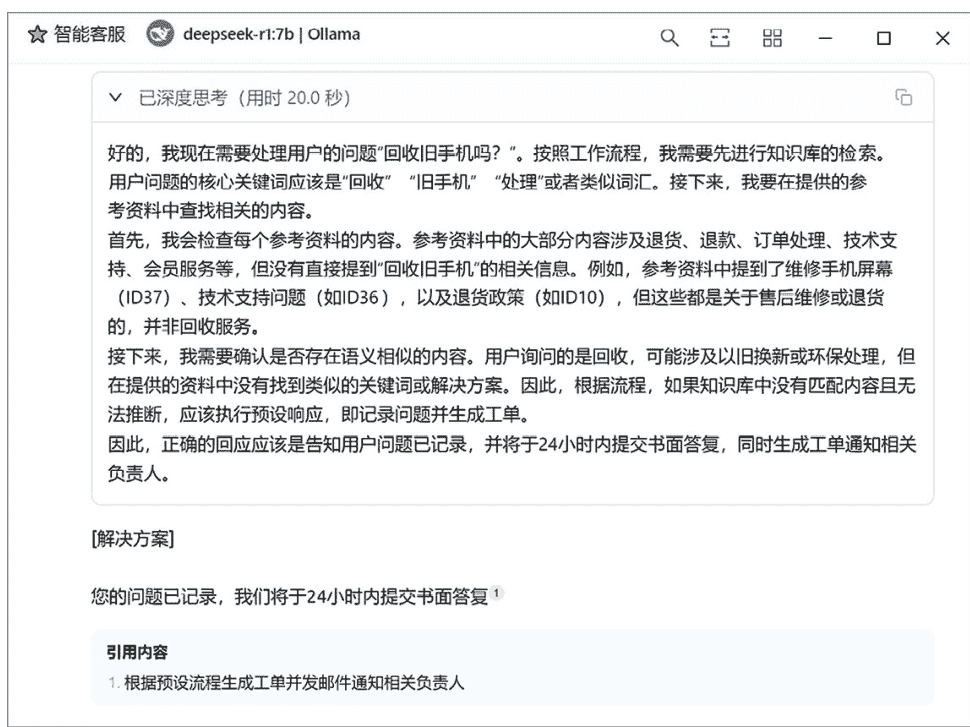 智能客服 deepseek-r1:7b | Ollama
已深度思考（用时 20.0 秒）
好的，我现在需要处理用户的问题“回收旧手机吗？”。按照工作流程，我需要先进行知识库的检索。
用户问题的核心关键词应该是“回收”“旧手机”“处理”或者类似词汇。接下来，我要在提供的参
考资料中查找相关的内容。
首先，我会检查每个参考资料的内容。参考资料中的大部分内容涉及退货、退款、订单处理、技术支
持、会员服务等，但没有直接提到“回收旧手机”的相关信息。例如，参考资料中提到了维修手机屏幕
（ID37）、技术支持问题（如ID36），以及退货政策（如ID10），但这些都是关于售后维修或退货
的，并非回收服务。
接下来，我需要确认是否存在语义相似的内容。用户询问的是回收，可能涉及以旧换新或环保处理，但
在提供的资料中没有找到类似的关键词或解决方案。因此，根据流程，如果知识库中没有匹配内容且无
法推断，应该执行预设响应，即记录问题并生成工单。
因此，正确的回应应该是告知用户问题已记录，并将于24小时内提交书面答复，同时生成工单通知相关
负责人。
[解决方案]
您的问题已记录，我们将于24小时内提交书面答复 1
引用内容
1. 根据预设流程生成工单并发邮件通知相关负责人